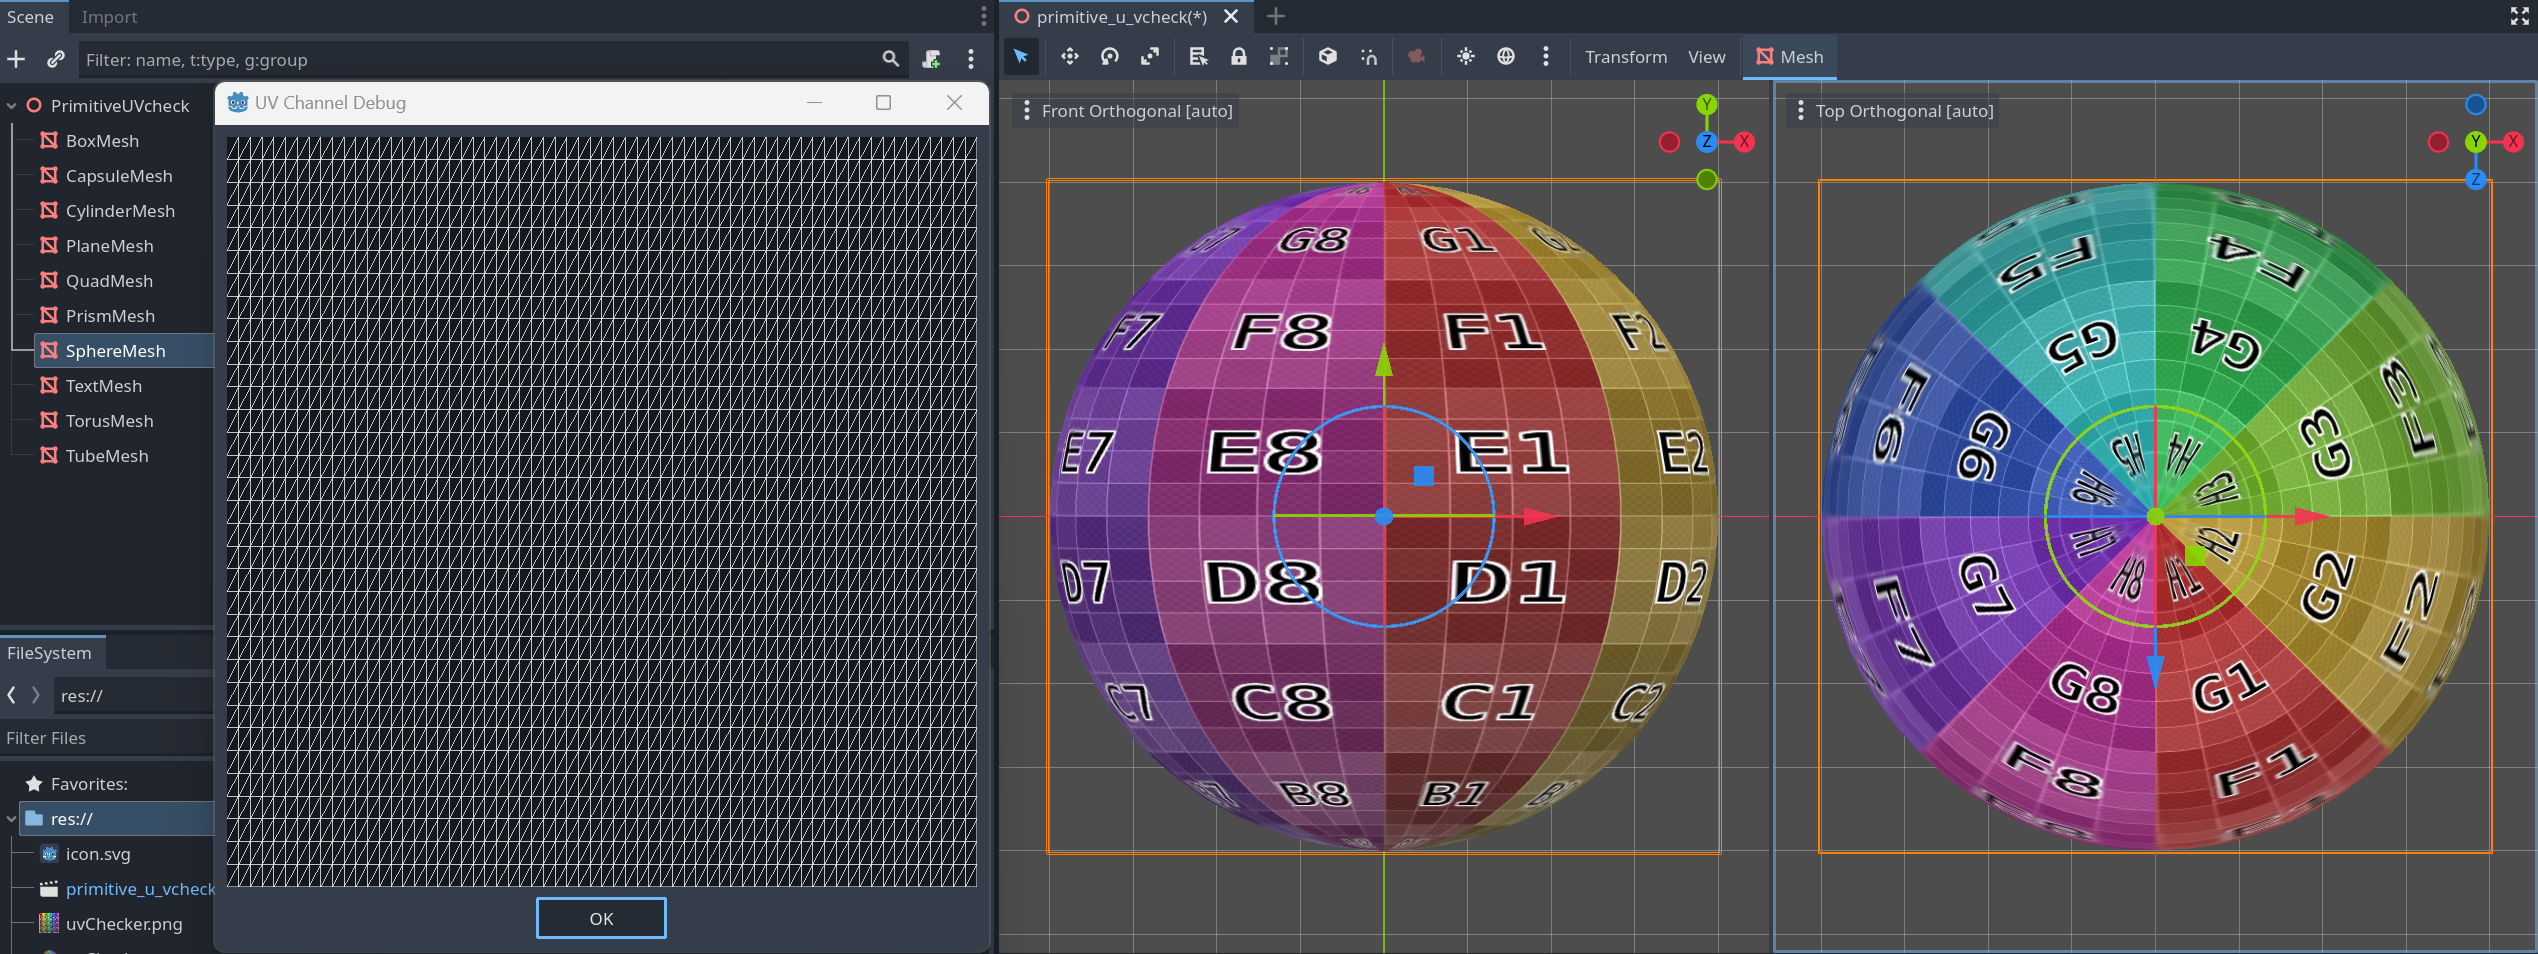 Scene
Import
Filter: name, t:type, g:group
PrimitiveUVcheck
BoxMesh
CapsuleMesh
CylinderMesh
PlaneMesh
QuadMesh
PrismMesh
SphereMesh
TextMesh
TorusMesh
TubeMesh
FileSystem
res://
Filter Files
Favorites:
res://
icon.svg
primitive_u_vcheck
uvChecker.png
UV Channel Debug
OK
primitive_u_vcheck(*)
Transform
View
Mesh
Front Orthogonal [auto]
Y
Z
X
G7 G8 G1 G2
F7 F8 F1 F2
E7 E8 E1 E2
D7 D8 D1 D2
C7 C8 C1 C2
B8 B1
Top Orthogonal [auto]
Y
X
Z
F5 F4
G5 G4
F6 G6 H6 H5 H4 H3 G3 F3
F7 G7 H7 H8 H1 H2 G2 F2
G8 G1
F8 F1